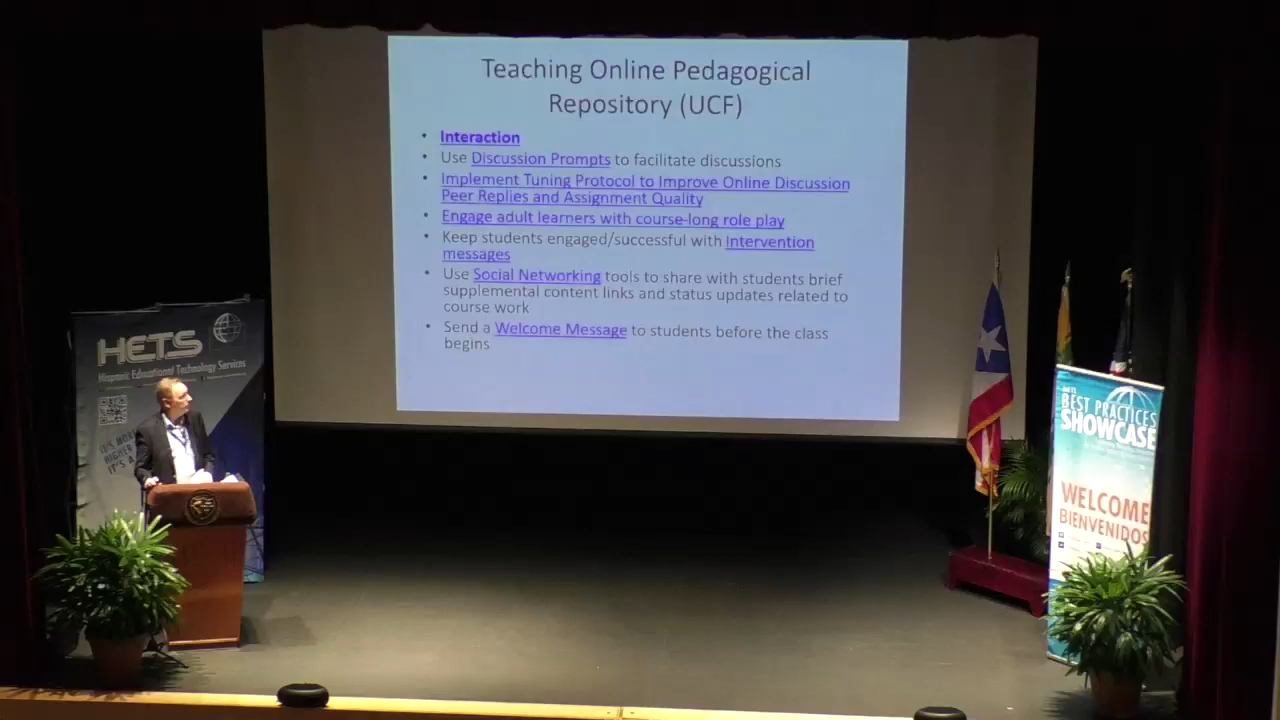 Teaching Online Pedagogical
Repository (UCF)
• Interaction
• Use Discussion Prompts to facilitate discussions
• Implement Tuning Protocol to Improve Online Discussion
Peer Replies and Assignment Quality
• Engage adult learners with course-long role play
• Keep students engaged/successful with Intervention
messages
• Use Social Networking tools to share with students brief
supplemental content links and status updates related to
course work
• Send a Welcome Message to students before the class
begins
HETS
Hispanic Educational Technology Services
BEST PRACTICES
SHOWCASE
WELCOME
BIENVENIDOS